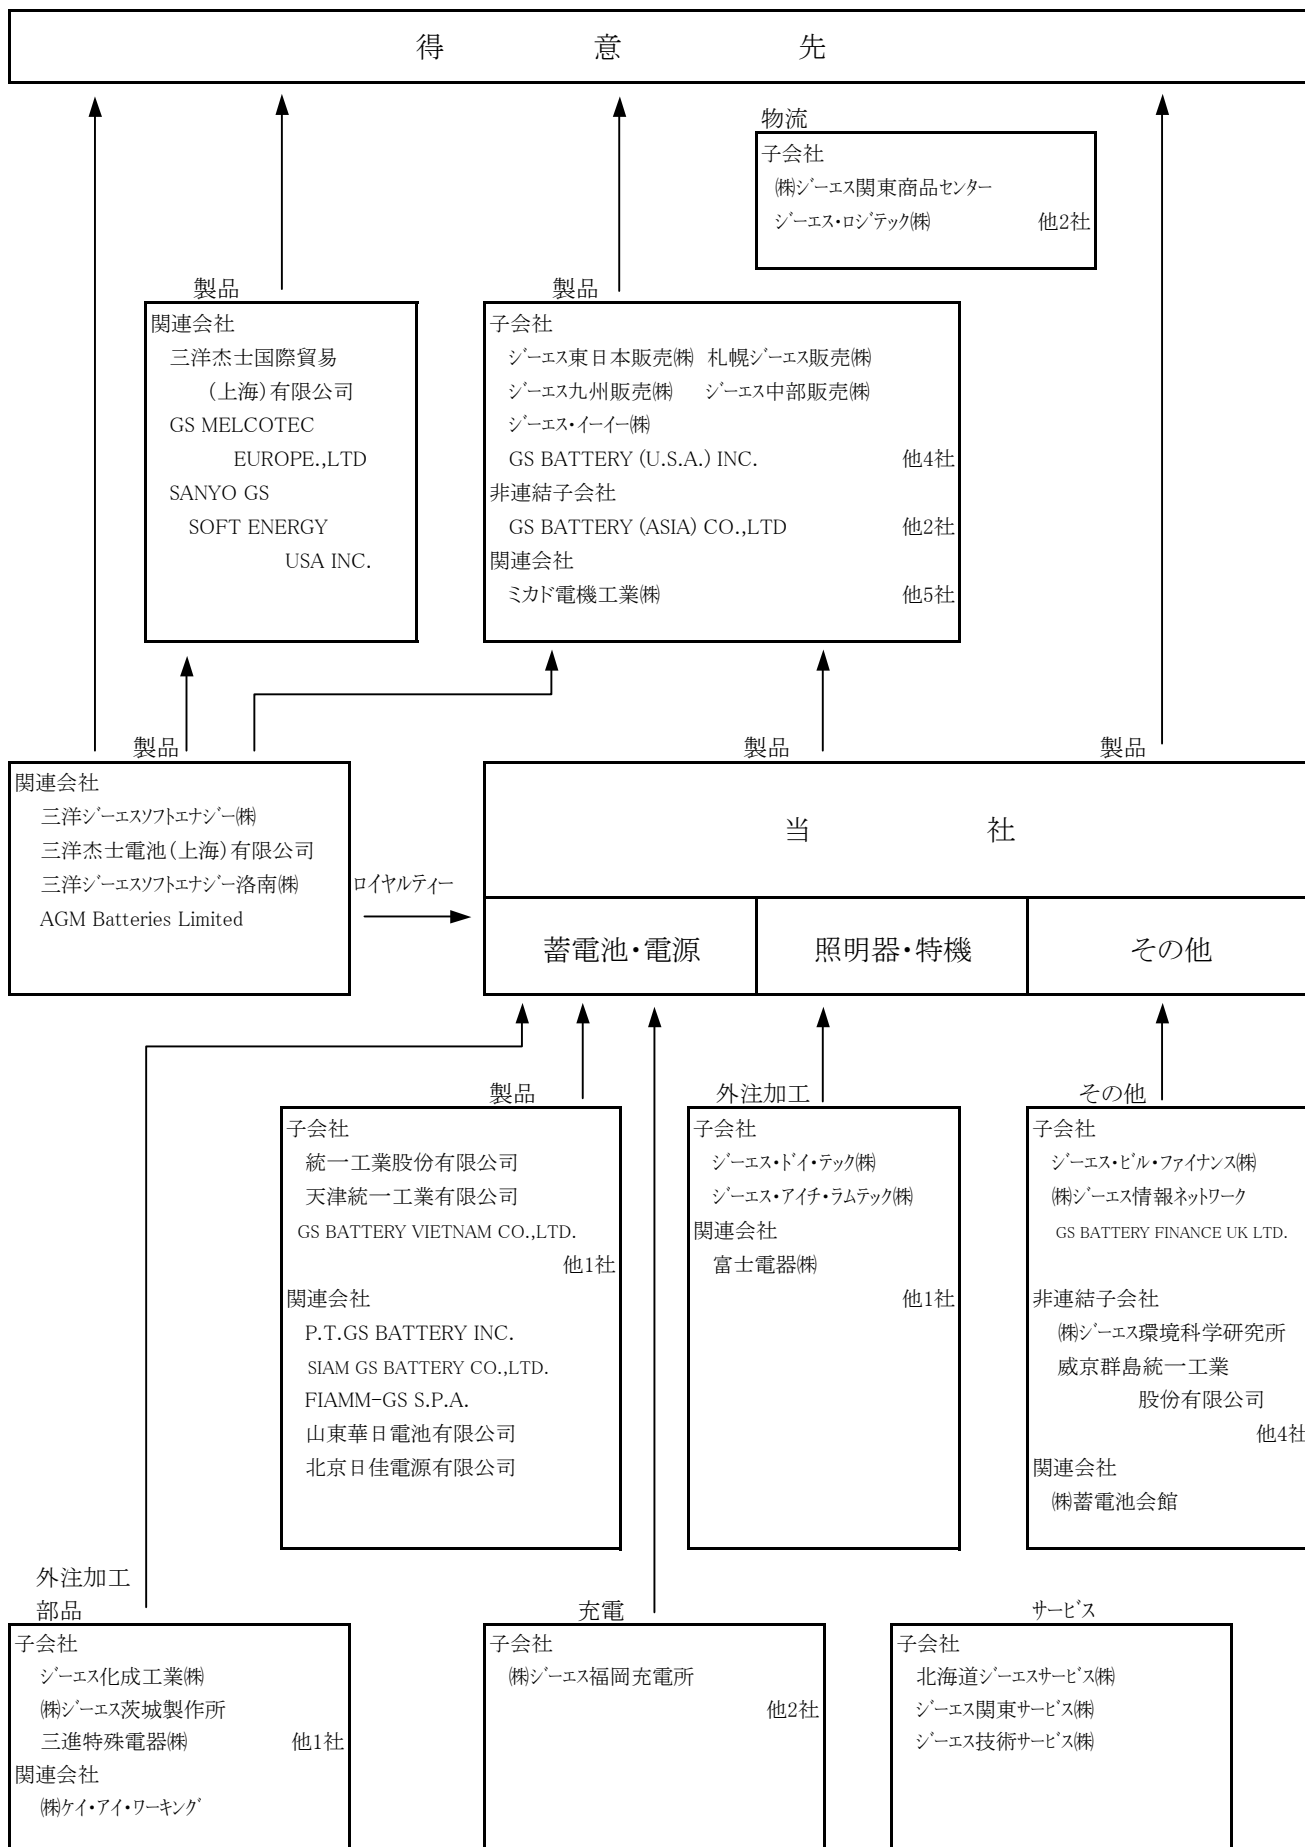 得 意 先
物流
子会社
㈱ジーエス関東商品センター
ジーエス・ロジテック㈱ 他2社
製品
関連会社
三洋杰士国際貿易
(上海)有限公司
GS MELCOTEC
EUROPE.,LTD
SANYO GS
SOFT ENERGY
USA INC.
製品
子会社
ジーエス東日本販売㈱ 札幌ジーエス販売㈱
ジーエス九州販売㈱ ジーエス中部販売㈱
ジーエス・イーイー㈱
GS BATTERY (U.S.A.) INC. 他4社
非連結子会社
GS BATTERY (ASIA) CO.,LTD 他2社
関連会社
ミカド電機工業㈱ 他5社
製品
関連会社
三洋ジーエスソフトエナジー㈱
三洋杰士電池(上海)有限公司
三洋ジーエスソフトエナジー洛南㈱
AGM Batteries Limited
ロイヤルティー
製品
製品
当 社
蓄電池・電源
照明器・特機
その他
製品
子会社
統一工業股份有限公司
天津統一工業有限公司
GS BATTERY VIETNAM CO.,LTD.
他1社
関連会社
P.T.GS BATTERY INC.
SIAM GS BATTERY CO.,LTD.
FIAMM-GS S.P.A.
山東華日電池有限公司
北京日佳電源有限公司
外注加工
子会社
ジーエス・ドイ・テック㈱
ジーエス・アイチ・ラムテック㈱
関連会社
富士電器㈱
他1社
その他
子会社
ジーエス・ビル・ファイナンス㈱
㈱ジーエス情報ネットワーク
GS BATTERY FINANCE UK LTD.
非連結子会社
㈱ジーエス環境科学研究所
威京群島統一工業
股份有限公司
他4社
関連会社
㈱蓄電池会館
外注加工
部品
子会社
ジーエス化成工業㈱
㈱ジーエス茨城製作所
三進特殊電器㈱ 他1社
関連会社
㈱ケイ・アイ・ワーキング
充電
子会社
㈱ジーエス福岡充電所
他2社
サービス
子会社
北海道ジーエスサービス㈱
ジーエス関東サービス㈱
ジーエス技術サービス㈱